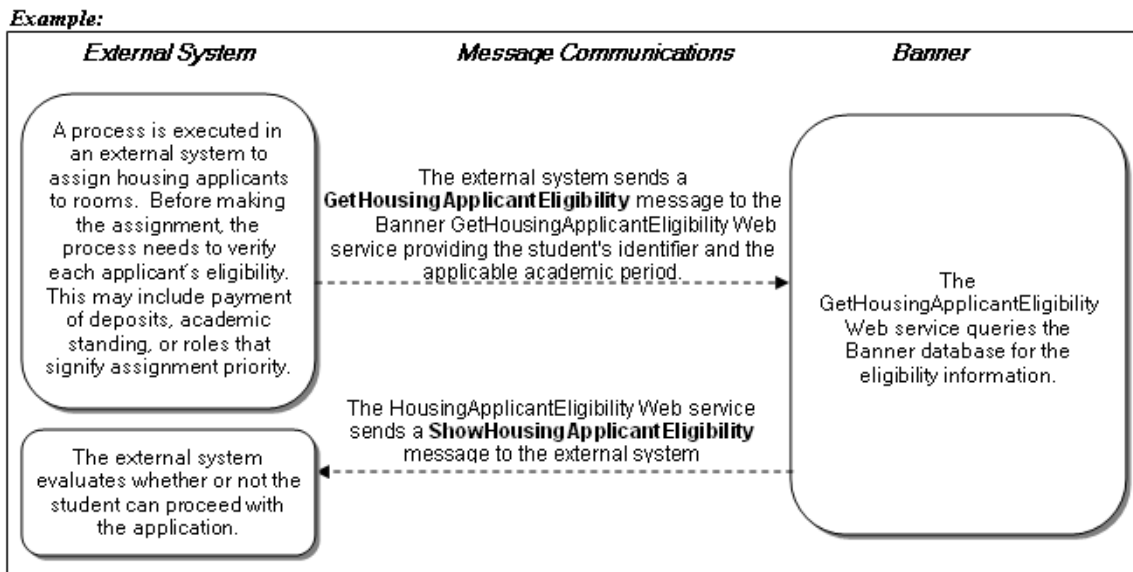 Example:
External System
Message Communications
Banner
A process is executed in
an external system to
assign housing applicants
to rooms. Before making
the assignment, the
process needs to verify
each applicant's eligibility.
This may include payment
of deposits, academic
standing, or roles that
signify assignment priority.
The external system sends a
GetHousingApplicantEligibility message to the
Banner GetHousingApplicantEligibility Web
service providing the student's identifier and the
applicable academic period.
The
GetHousingApplicantEligibility
Web service queries the
Banner database for the
eligibility information.
The HousingApplicantEligibility Web service
sends a ShowHousingApplicantEligibility
message to the external system
The external system
evaluates whether or not the
student can proceed with
the application.